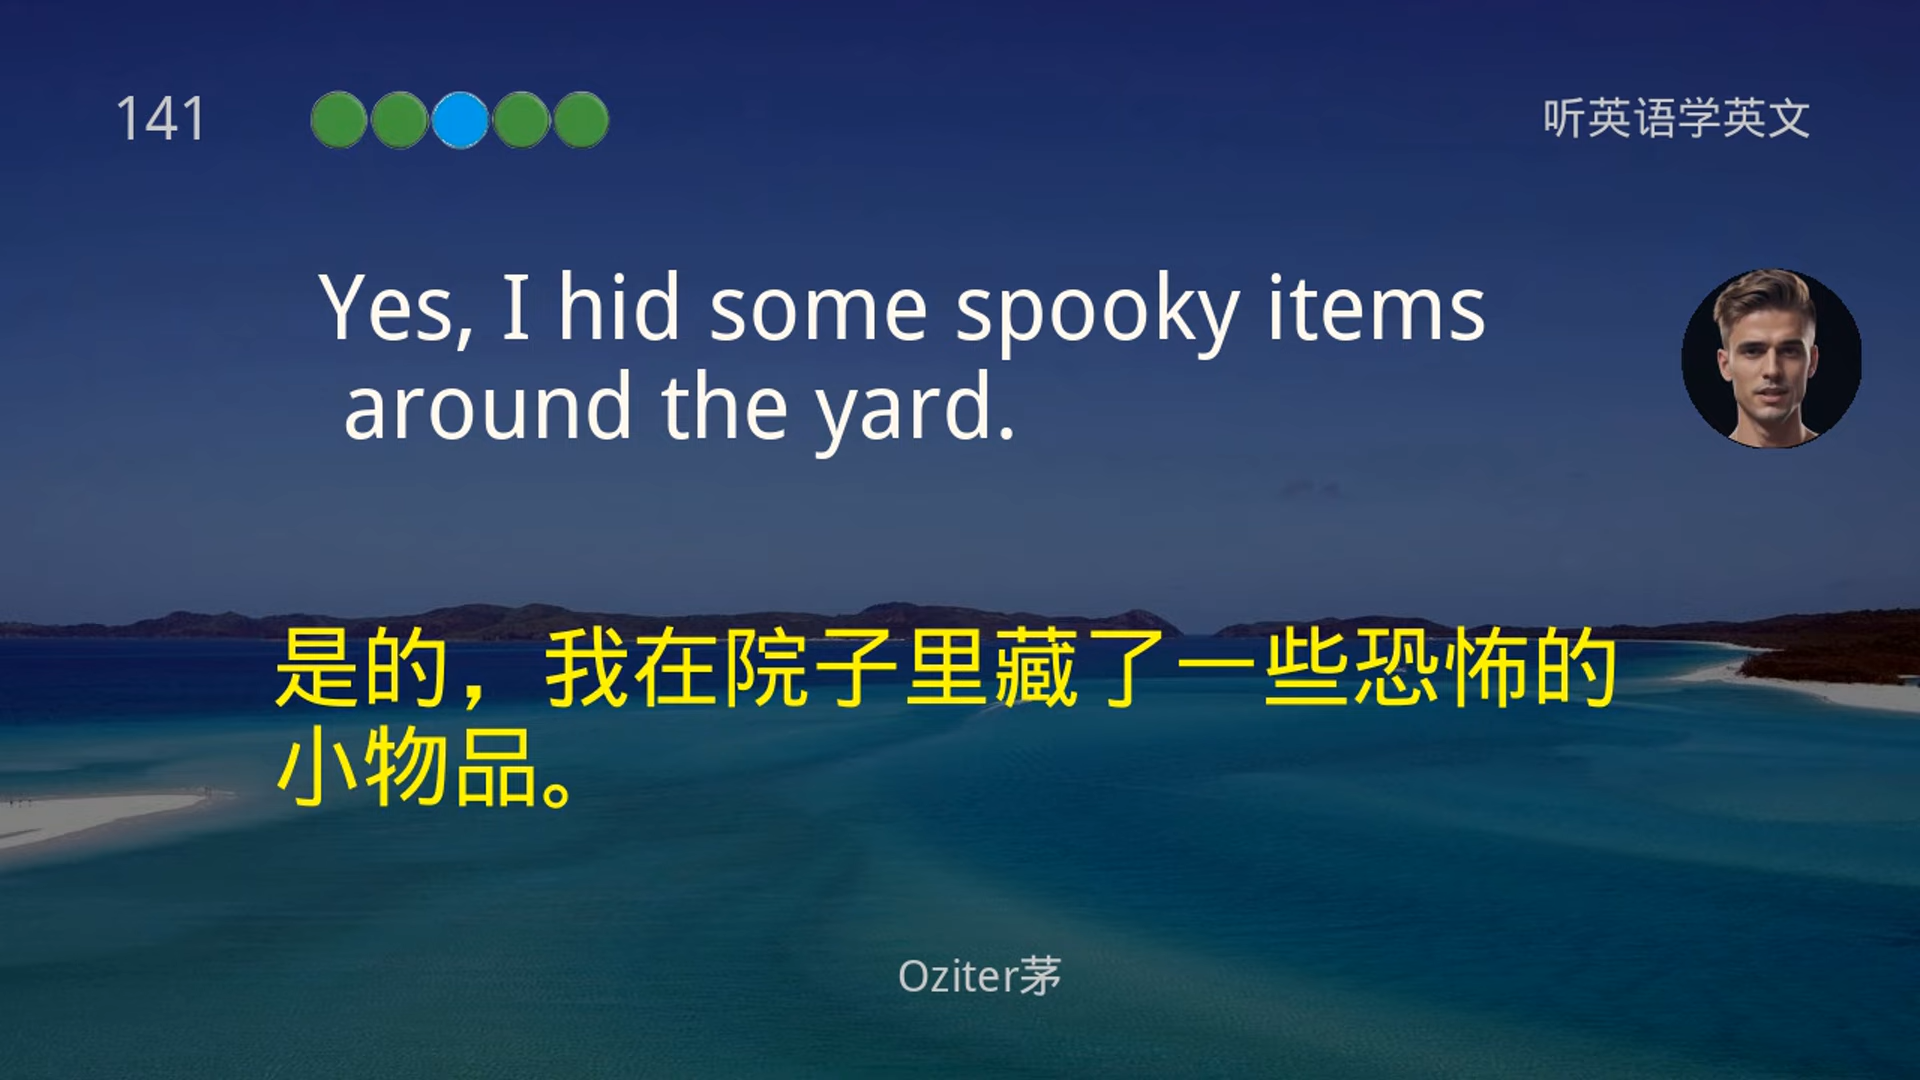 141
听英语学英文
Yes, I hid some spooky items
around the yard.
是的，我在院子里藏了一些恐怖的
小物品。
Oziter茅